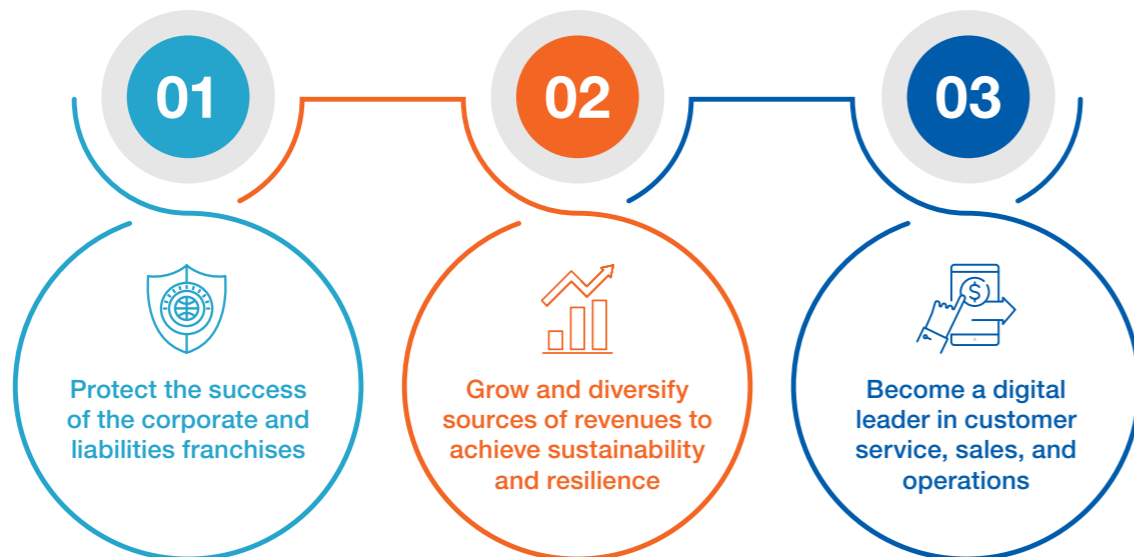 01
Protect the success
of the corporate and
liabilities franchises
02
Grow and diversify
sources of revenues to
achieve sustainability
and resilience
03
$
Become a digital
leader in customer
service, sales, and
operations